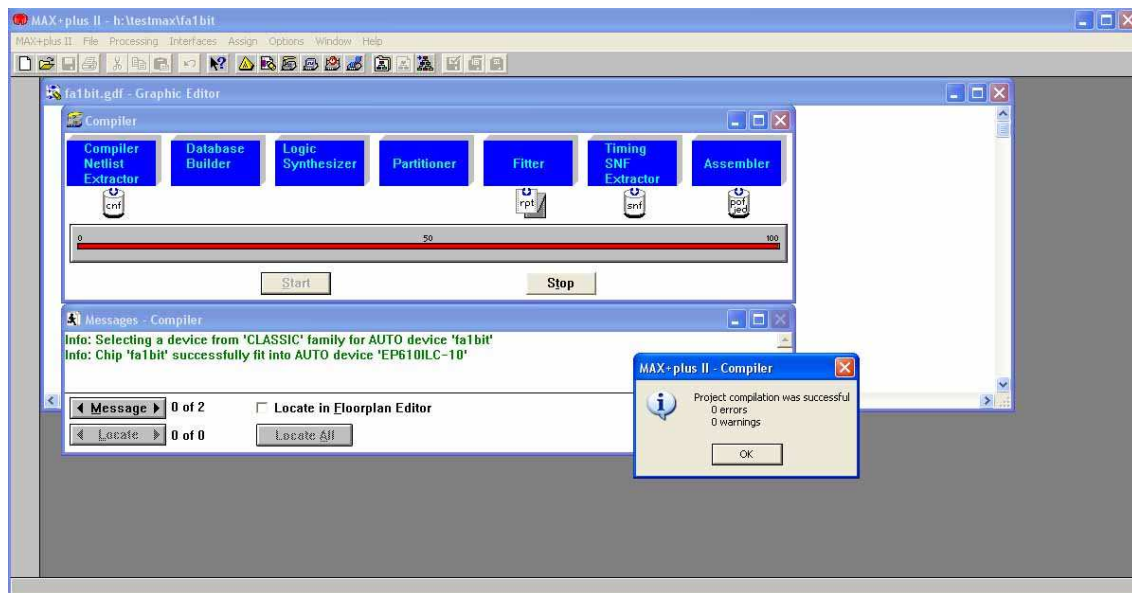 MAX+plus II - h:\testmax\fa1bit
MAX+plus II File Processing Interfaces Assign Options Window Help
fa1bit.gdf - Graphic Editor
Compiler
Compiler Netlist Extractor
Database Builder
Logic Synthesizer
Partitioner
Fitter
Timing SNF Extractor
Assembler
cnf
rpt
snf
pof
jed
0 50 100
Start Stop
Messages - Compiler
Info: Selecting a device from 'CLASSIC' family for AUTO device 'fa1bit'
Info: Chip 'fa1bit' successfully fit into AUTO device 'EP610ILC-10'
Message 0 of 2 Locate in Floorplan Editor
Locate 0 of 0 Locate All
MAX+plus II - Compiler
Project compilation was successful
0 errors
0 warnings
OK